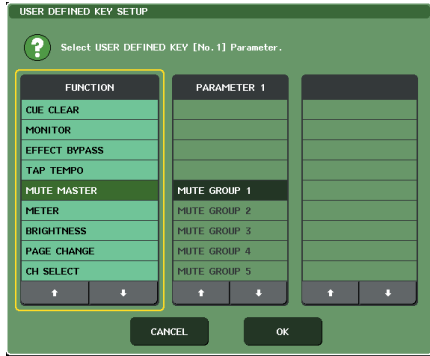 USER DEFINED KEY SETUP
Select USER DEFINED KEY [No.1] Parameter.
FUNCTION
PARAMETER 1
CUE CLEAR
MONITOR
EFFECT BYPASS
TAP TEMPO
MUTE MASTER
MUTE GROUP 1
METER
MUTE GROUP 2
BRIGHTNESS
MUTE GROUP 3
PAGE CHANGE
MUTE GROUP 4
CH SELECT
MUTE GROUP 5
CANCEL
OK